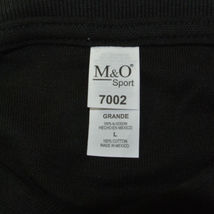 M&O®
Sport
7002
GRANDE
100% ALGODON
HECHO EN MEXICO
L
100% COTTON
MADE IN MEXICO